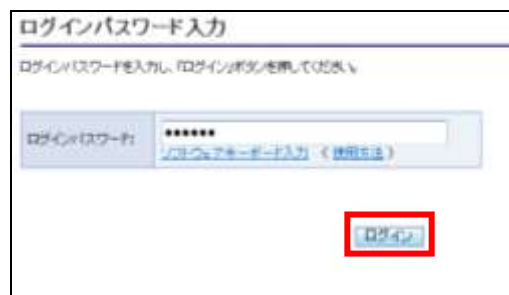 ログインパスワード入力
ログインパスワードを入力し、「ログイン」ボタンを押してください。
ログインパスワード: ●●●●●●
ソフトウェアキーボード入力 ( 使用方法 )
ログイン